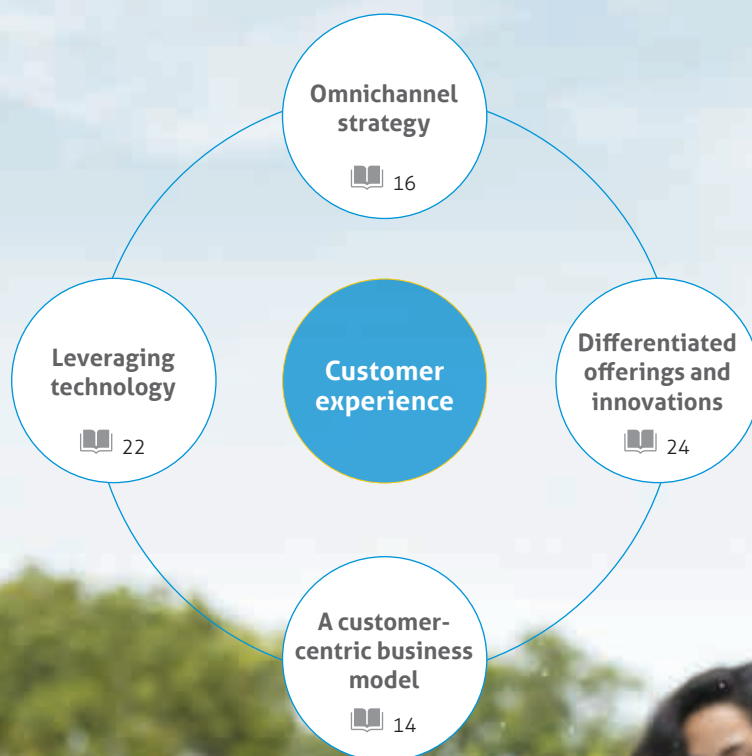 Omnichannel
strategy
16
Leveraging
technology
22
Customer
experience
Differentiated
offerings and
innovations
24
A customer-
centric business
model
14